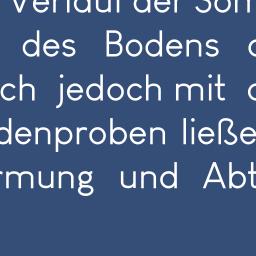 Verlauf der Som
des Bodens
ch jedoch mit
denproben ließe
rmung und Abt